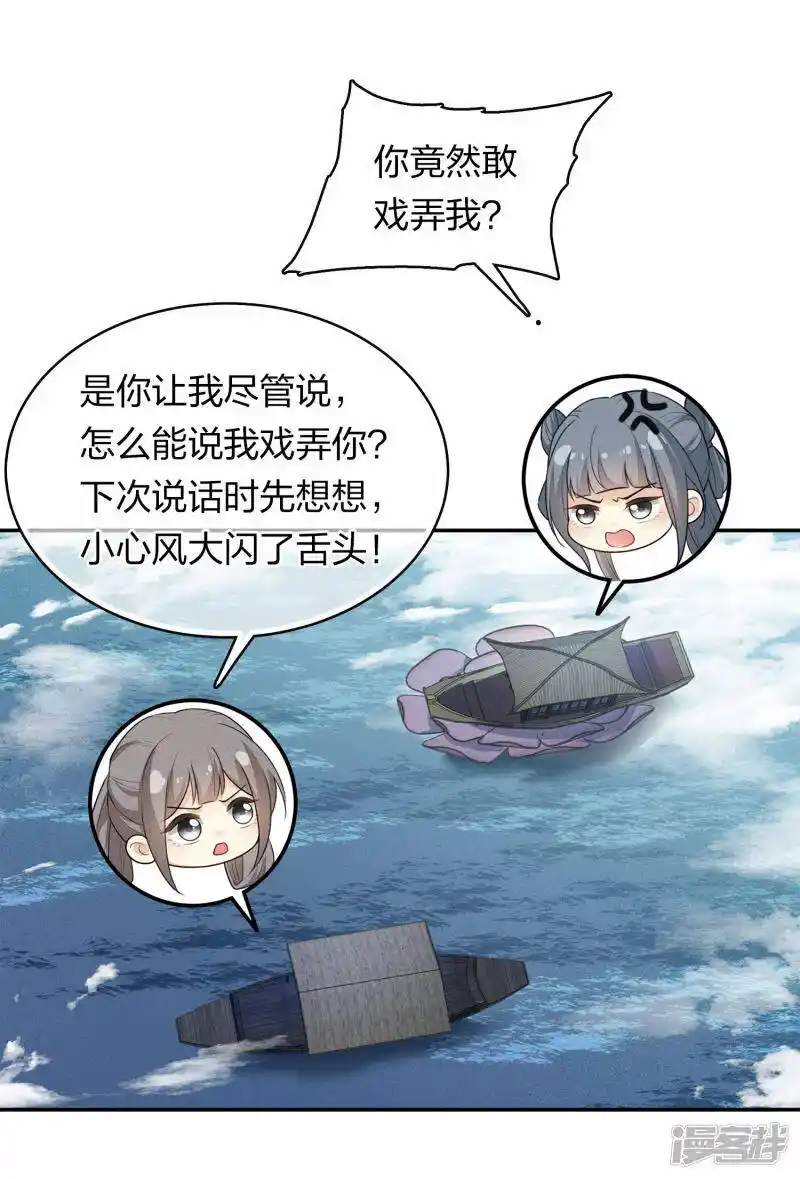 你竟然敢
戏弄我？
是你让我尽管说，
怎么能说我戏弄你？
下次说话时先想想，
小心风大闪了舌头！
漫客栈